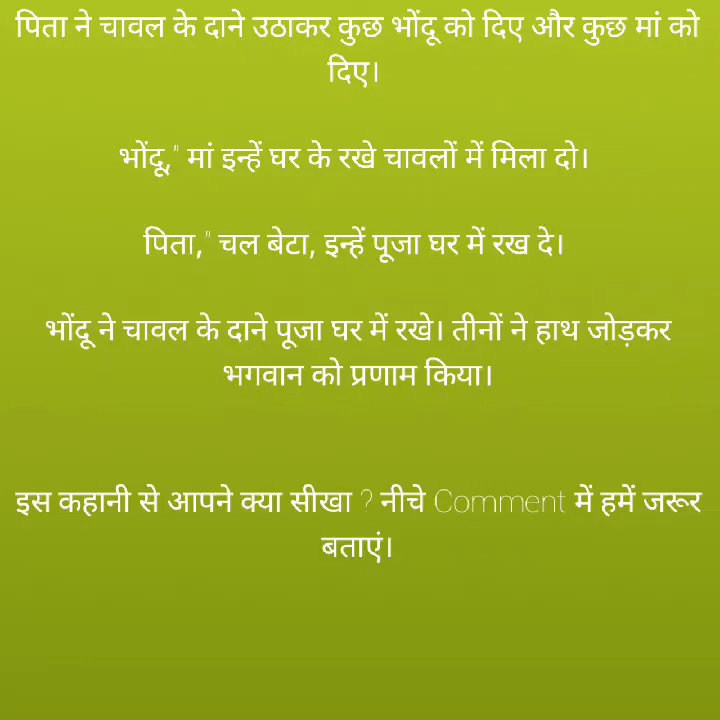 पिता ने चावल के दाने उठाकर कुछ भोंदू को दिए और कुछ मां को
दिए।
भोंदू," मां इन्हें घर के रखे चावलों में मिला दो।
पिता," चल बेटा, इन्हें पूजा घर में रख दे।
भोंदू ने चावल के दाने पूजा घर में रखे। तीनों ने हाथ जोड़कर
भगवान को प्रणाम किया।
इस कहानी से आपने क्या सीखा ? नीचे Comment में हमें जरूर
बताएं।